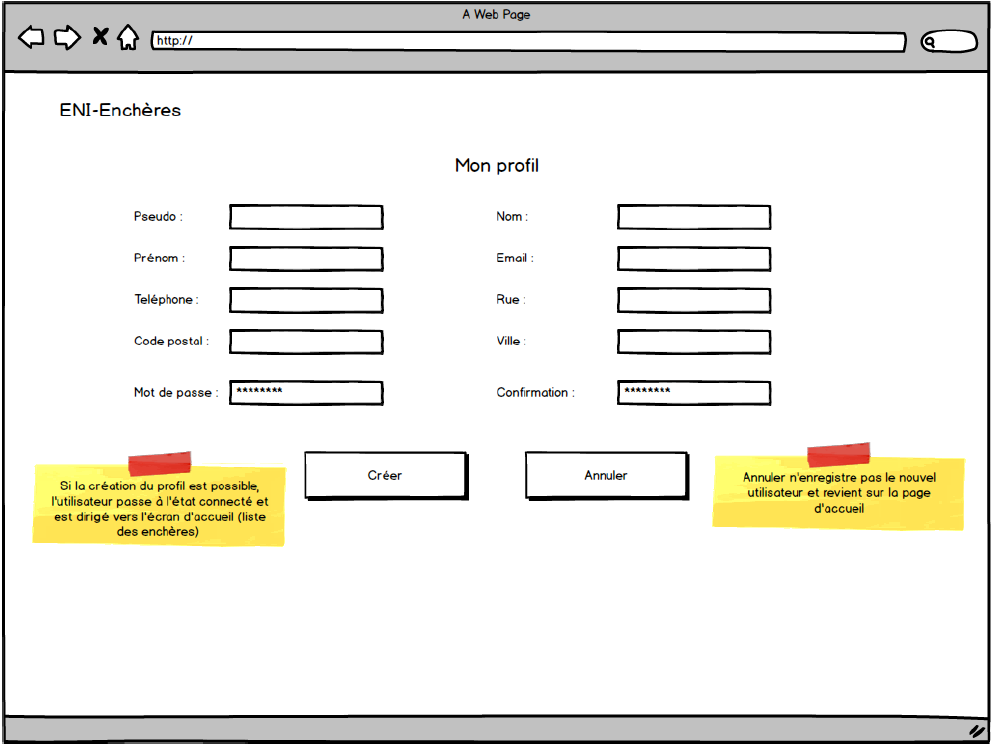 A Web Page
http://
ENI-Enchères
Mon profil
Pseudo :
Nom :
Prénom :
Email :
Teléphone :
Rue :
Code postal :
Ville :
Mot de passe : ********
Confirmation : ********
Si la création du profil est possible,
l'utilisateur passe à l'état connecté et
est dirigé vers l'écran d'accueil (liste
des enchères)
Créer
Annuler
Annuler n'enregistre pas le nouvel
utilisateur et revient sur la page
d'accueil